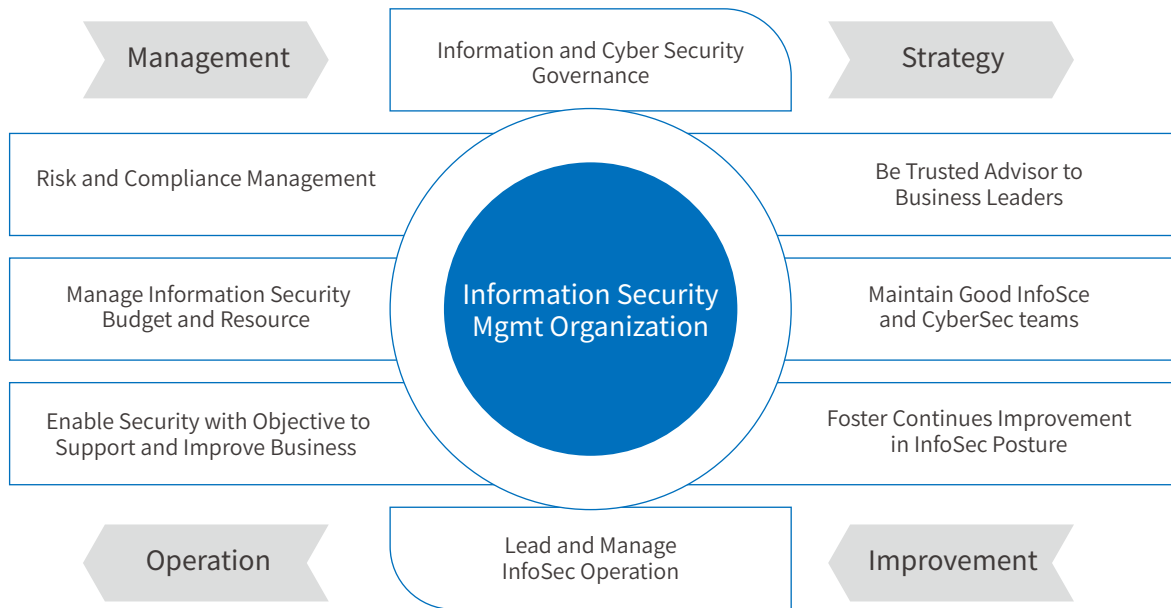 Management
Information and Cyber Security
Governance
Strategy
Risk and Compliance Management
Be Trusted Advisor to
Business Leaders
Manage Information Security
Budget and Resource
Information Security
Mgmt Organization
Maintain Good InfoSce
and CyberSec teams
Enable Security with Objective to
Support and Improve Business
Foster Continues Improvement
in InfoSec Posture
Operation
Lead and Manage
InfoSec Operation
Improvement